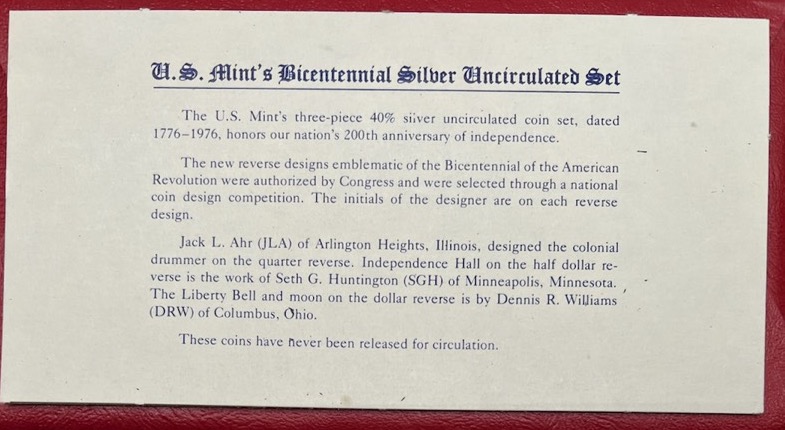 U.S. Mint's Bicentennial Silver Uncirculated Set
The U.S. Mint's three-piece 40% silver uncirculated coin set, dated
1776–1976, honors our nation's 200th anniversary of independence.
The new reverse designs emblematic of the Bicentennial of the American
Revolution were authorized by Congress and were selected through a national
coin design competition. The initials of the designer are on each reverse
design.
Jack L. Ahr (JLA) of Arlington Heights, Illinois, designed the colonial
drummer on the quarter reverse. Independence Hall on the half dollar re-
verse is the work of Seth G. Huntington (SGH) of Minneapolis, Minnesota.
The Liberty Bell and moon on the dollar reverse is by Dennis R. Williams
(DRW) of Columbus, Ohio.
These coins have never been released for circulation.